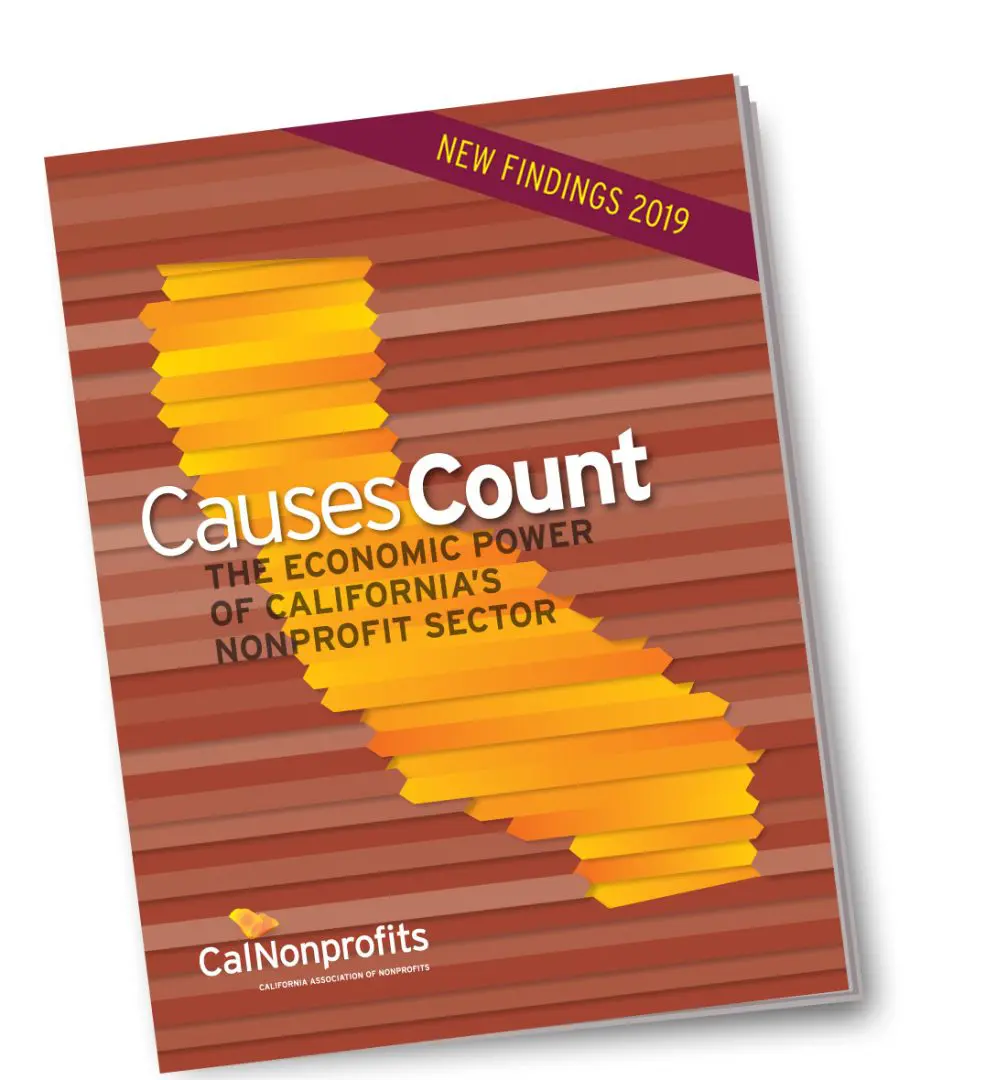 NEW FINDINGS 2019
CausesCount
THE ECONOMIC POWER
OF CALIFORNIA'S
NONPROFIT SECTOR
CalNonprofits
CALIFORNIA ASSOCIATION OF NONPROFITS